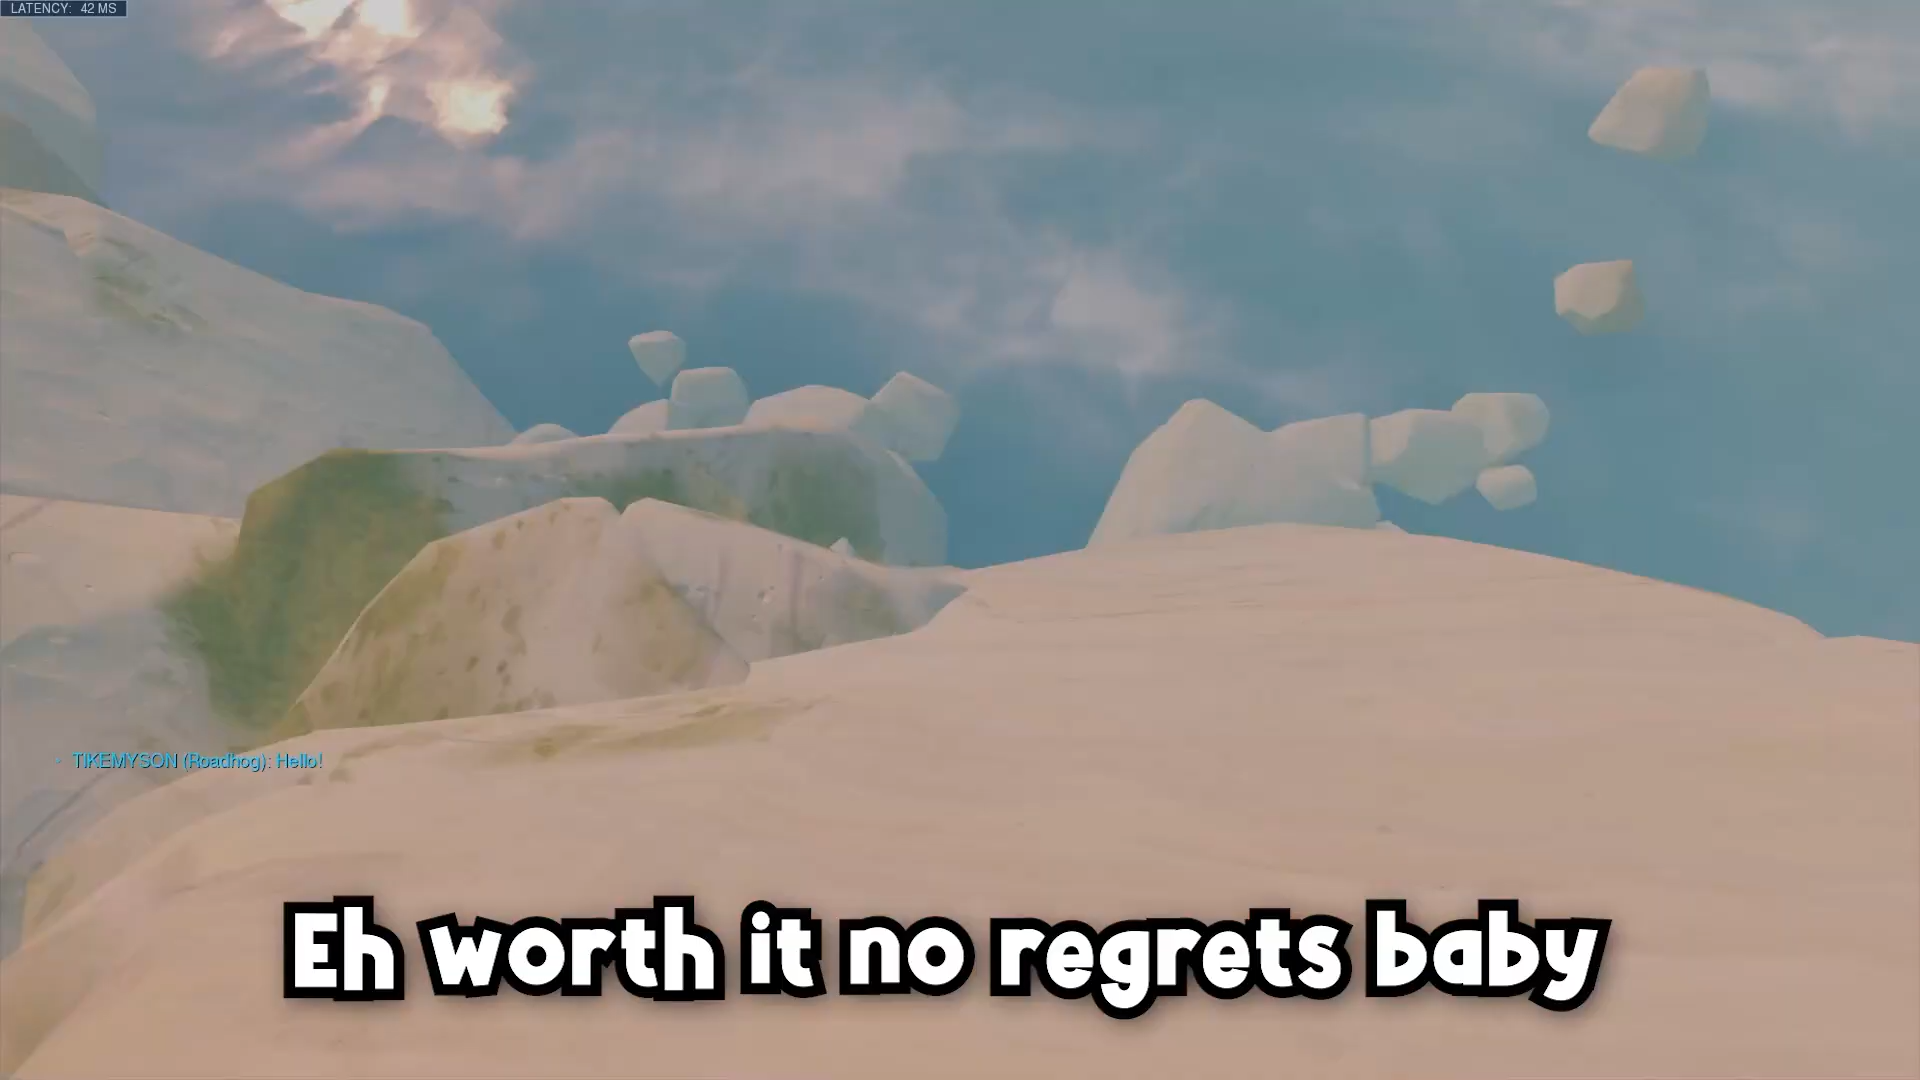 LATENCY: 42 MS
TIKEMYSON (Roadhog): Hello!
Eh worth it no regrets baby